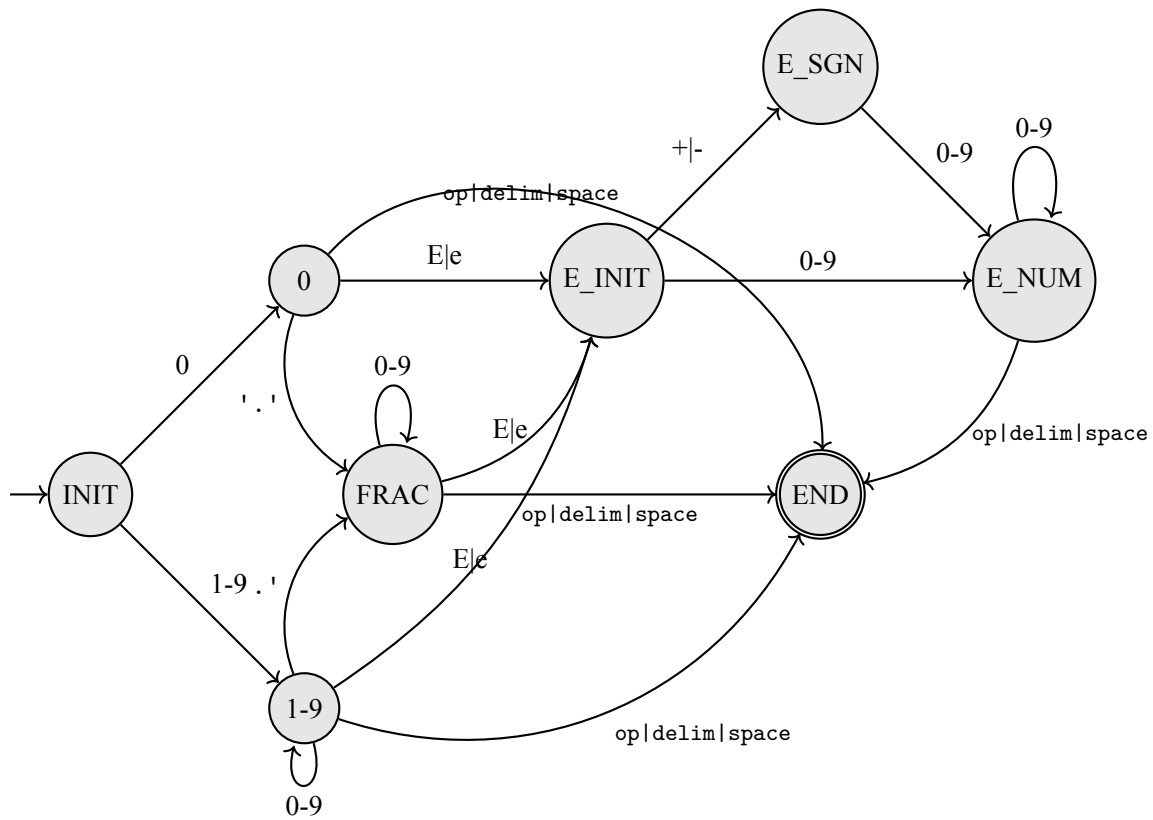 E_SGN
0-9
+|-
0-9
op|delim|space
E|e
E_INIT
0-9
E_NUM
0
0
'.'
0-9
E|e
op|delim|space
INIT
FRAC
END
op|delim|space
E|e
1-9 .'
1-9
op|delim|space
0-9